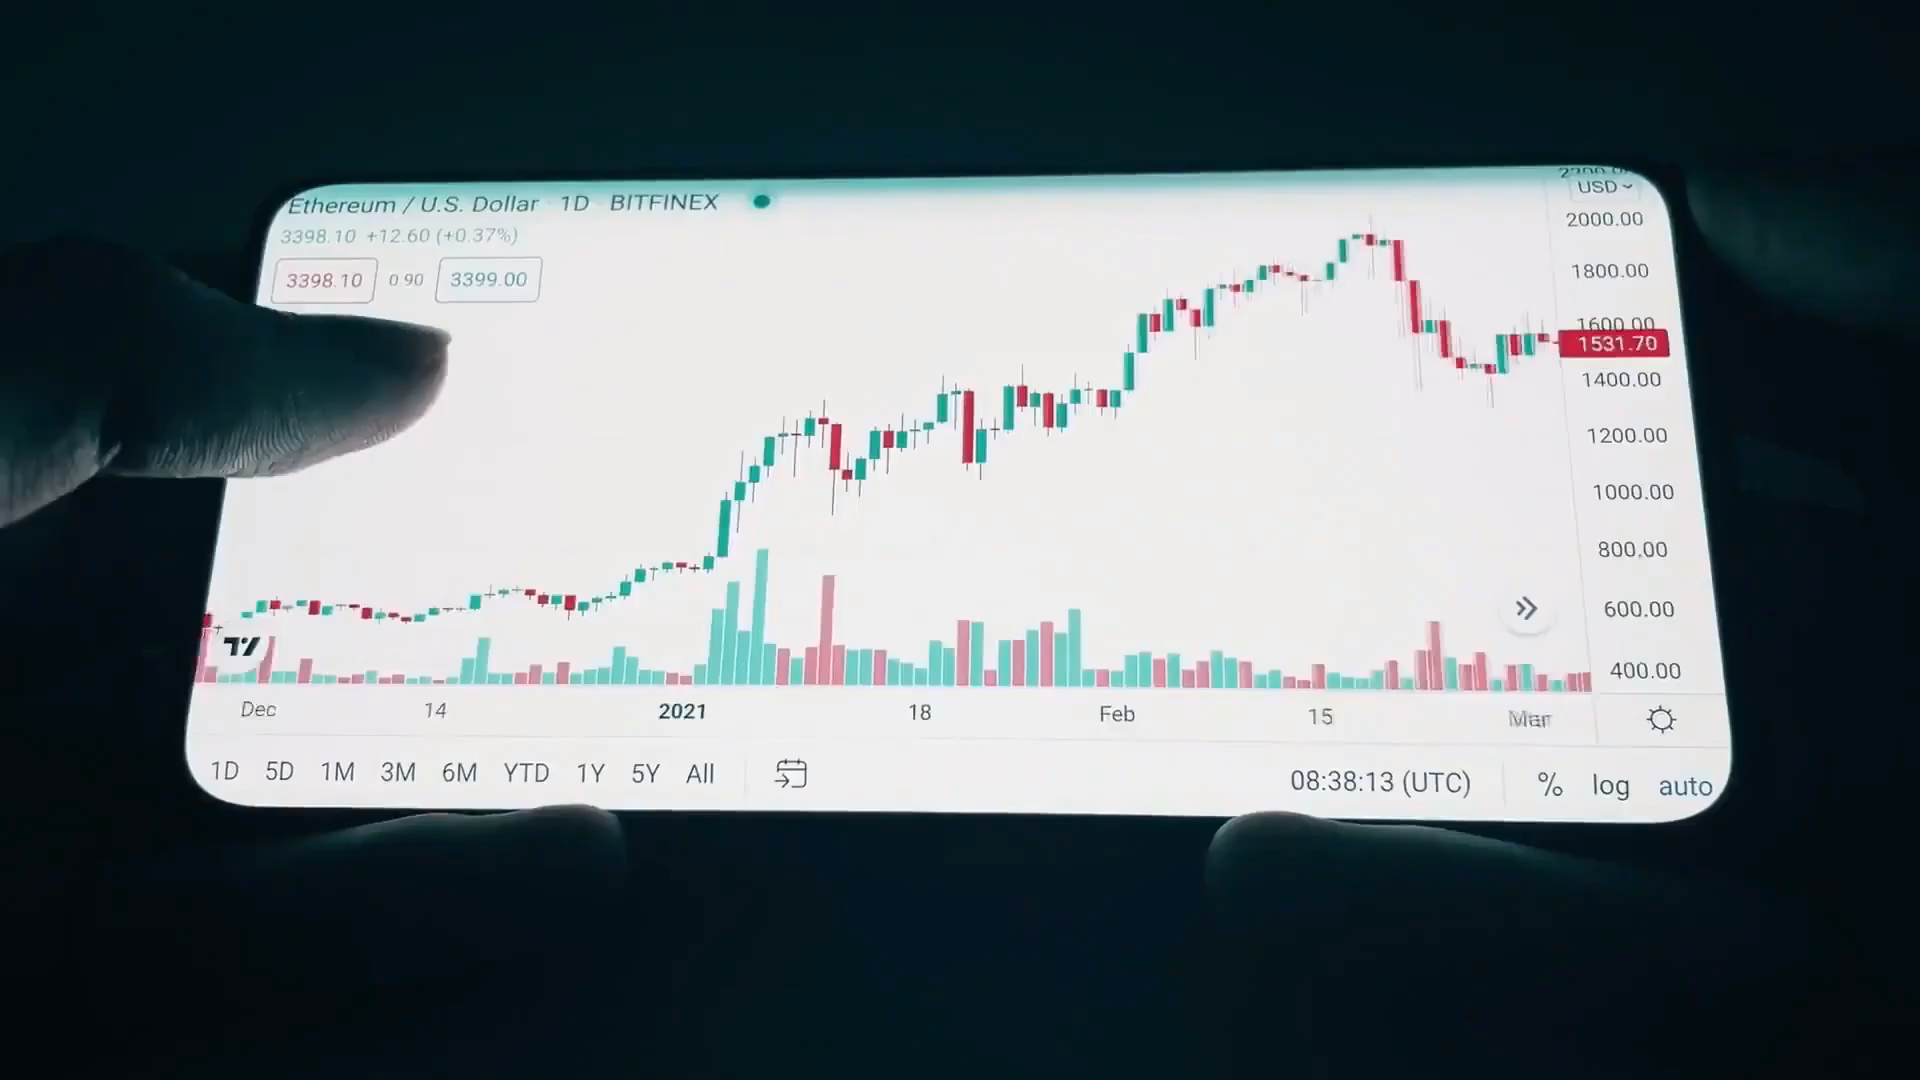 Ethereum / U.S. Dollar 1D BITFINEX
3398.10 +12.60 (+0.37%)
3398.10 0.90 3399.00
USD
2000.00
1800.00
1600.00
1531.70
1400.00
1200.00
1000.00
800.00
600.00
400.00
Dec 14 2021 18 Feb 15 Mar
1D 5D 1M 3M 6M YTD 1Y 5Y All 08:38:13 (UTC) % log auto